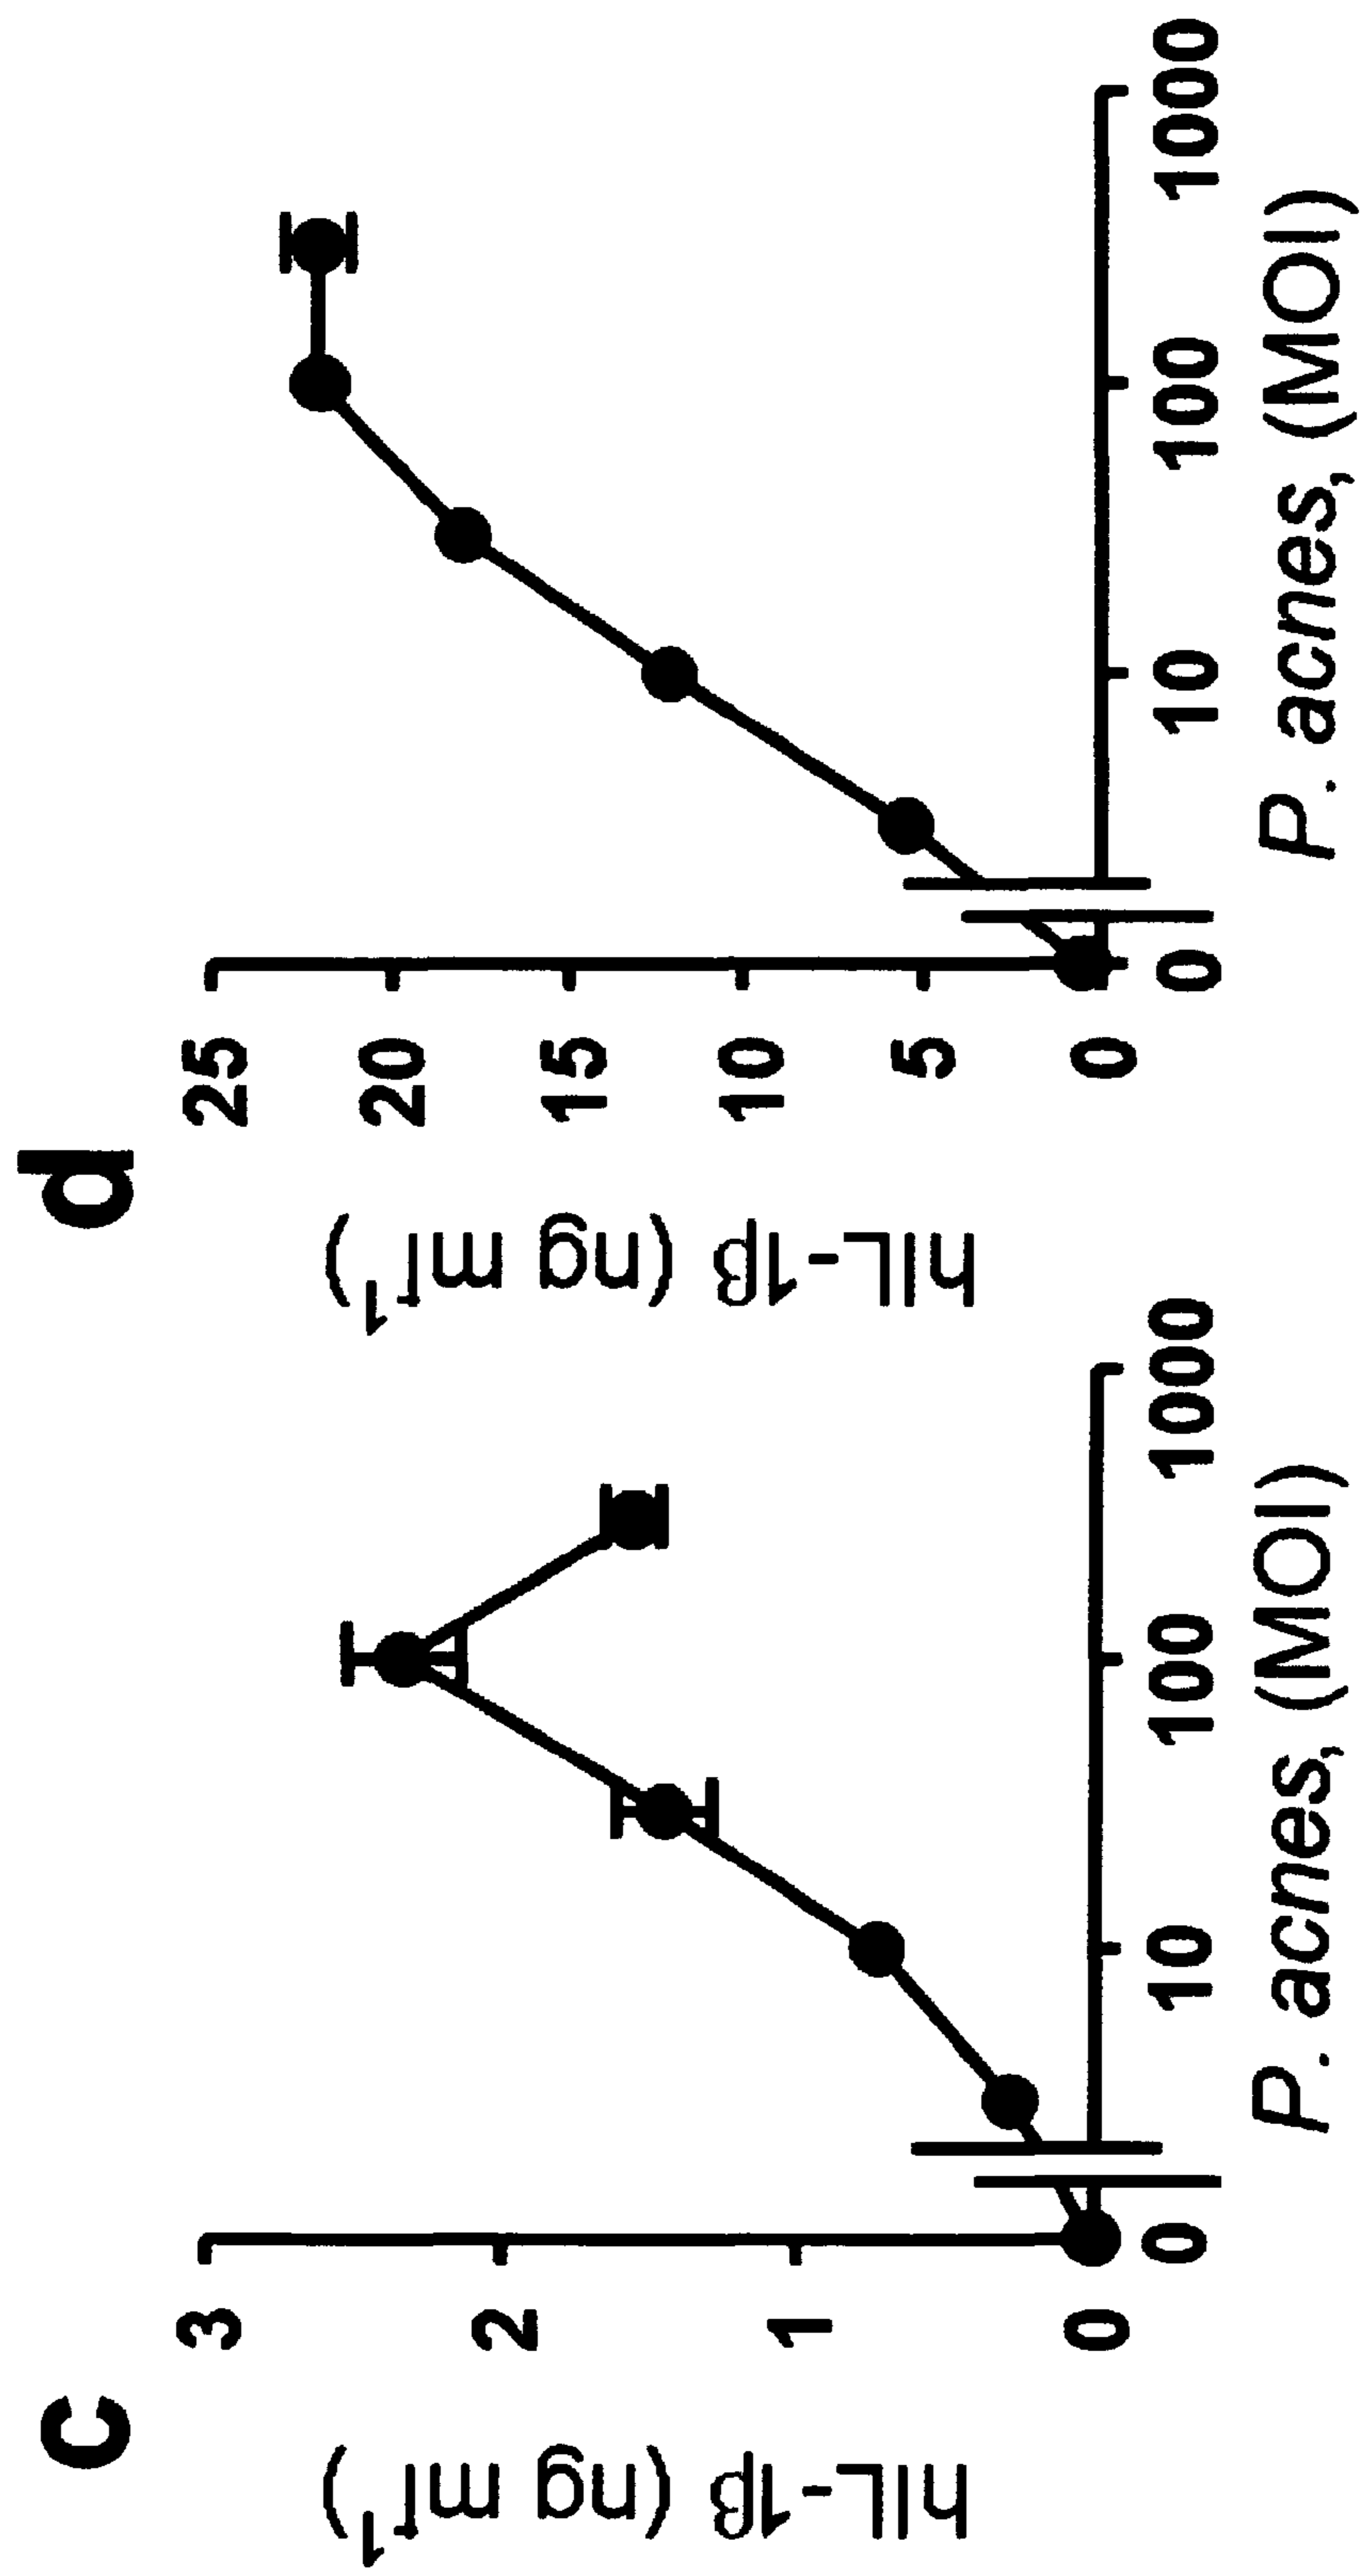 c
hIL-1β (ng ml⁻¹)
3
2
1
0
0 10 100 1000
P. acnes, (MOI)
d
hIL-1β (ng ml⁻¹)
25
20
15
10
5
0
0 10 100 1000
P. acnes, (MOI)